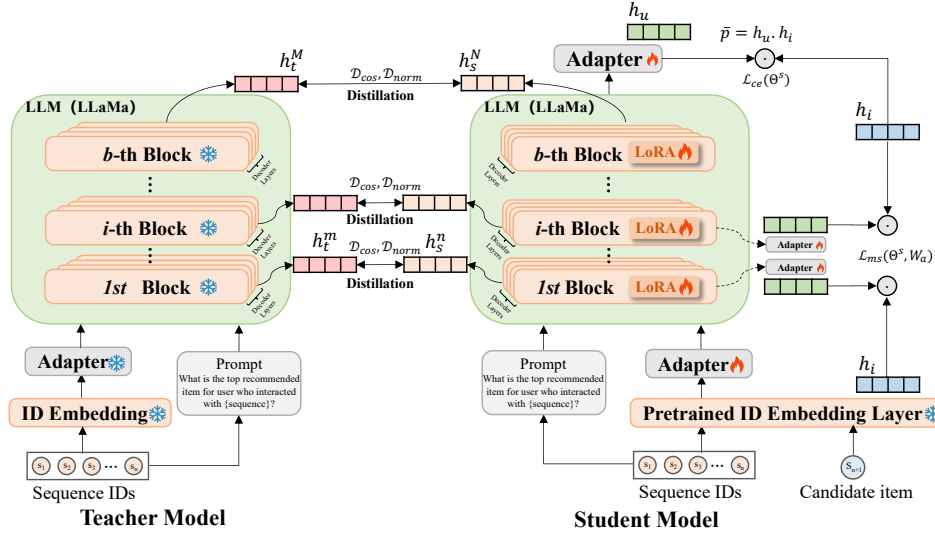 h_u
p̄ = h_u. h_i
h_t^M
h_s^N
𝒟_cos, 𝒟_norm
Distillation
Adapter
ℒ_ce(Θ^s)
LLM (LLaMa)
b-th Block
Decoder Layers
⋮
i-th Block
Decoder Layers
⋮
1st Block
Decoder Layers
𝒟_cos, 𝒟_norm
Distillation
h_t^m
𝒟_cos, 𝒟_norm
h_s^n
Distillation
LLM (LLaMa)
b-th Block LoRA
Decoder Layers
⋮
i-th Block LoRA
Decoder Layers
⋮
1st Block LoRA
Decoder Layers
h_i
Adapter
ℒ_ms(Θ^s, W_a)
Adapter
h_i
Adapter
ID Embedding
Prompt
What is the top recommended
item for user who interacted
with {sequence}?
s_1 s_2 s_3 ··· s_n
Sequence IDs
Teacher Model
Prompt
What is the top recommended
item for user who interacted
with {sequence}?
Adapter
Pretrained ID Embedding Layer
s_1 s_2 s_3 ··· s_n
Sequence IDs
S_n+1
Candidate item
Student Model